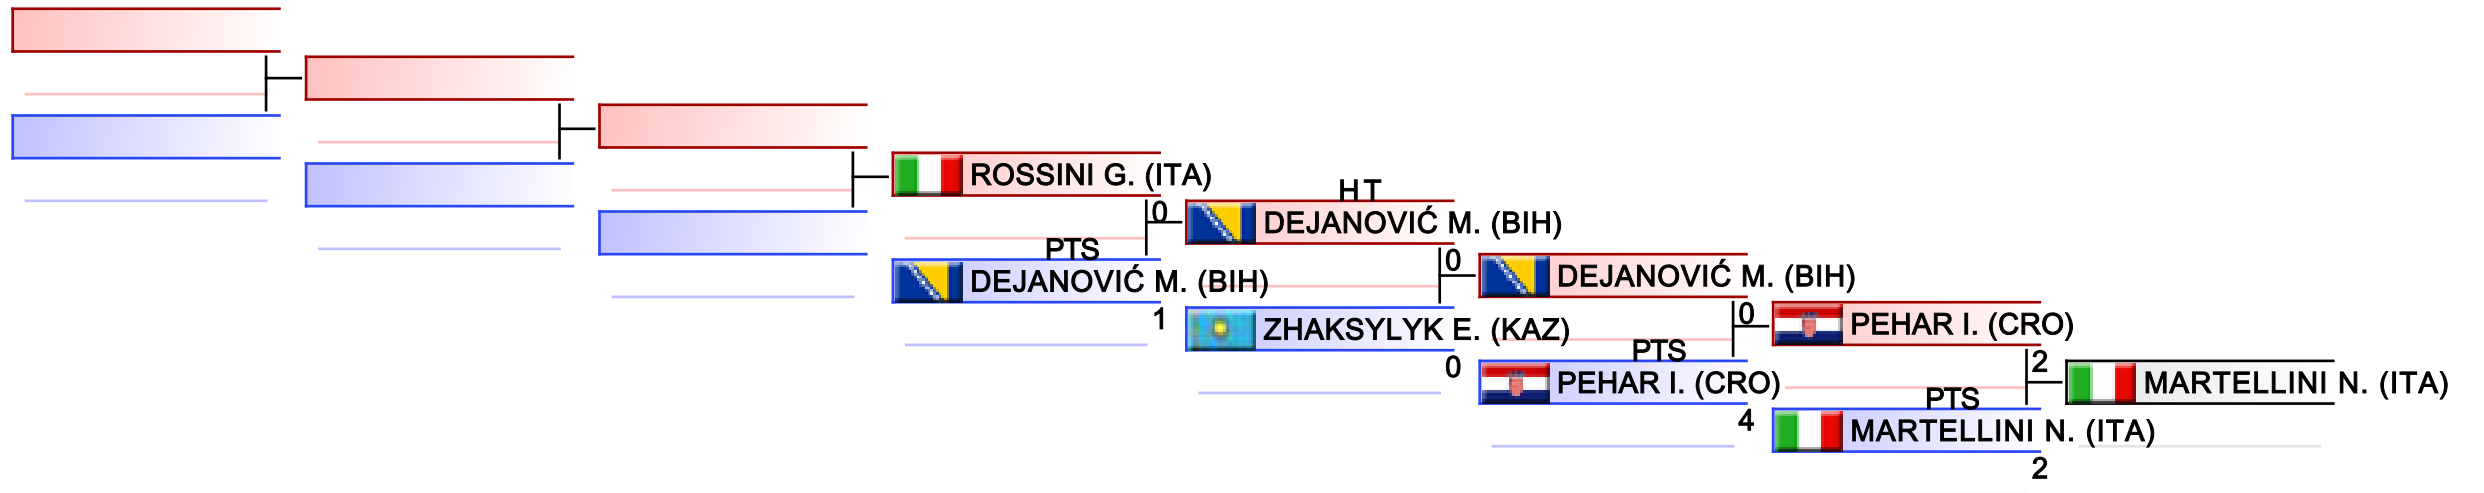 ROSSINI G. (ITA)
0
PTS
DEJANOVIĆ M. (BIH)
1
HT
DEJANOVIĆ M. (BIH)
0
ZHAKSYLYK E. (KAZ)
0
DEJANOVIĆ M. (BIH)
0
PTS
PEHAR I. (CRO)
4
PEHAR I. (CRO)
2
PTS
MARTELLINI N. (ITA)
2
MARTELLINI N. (ITA)